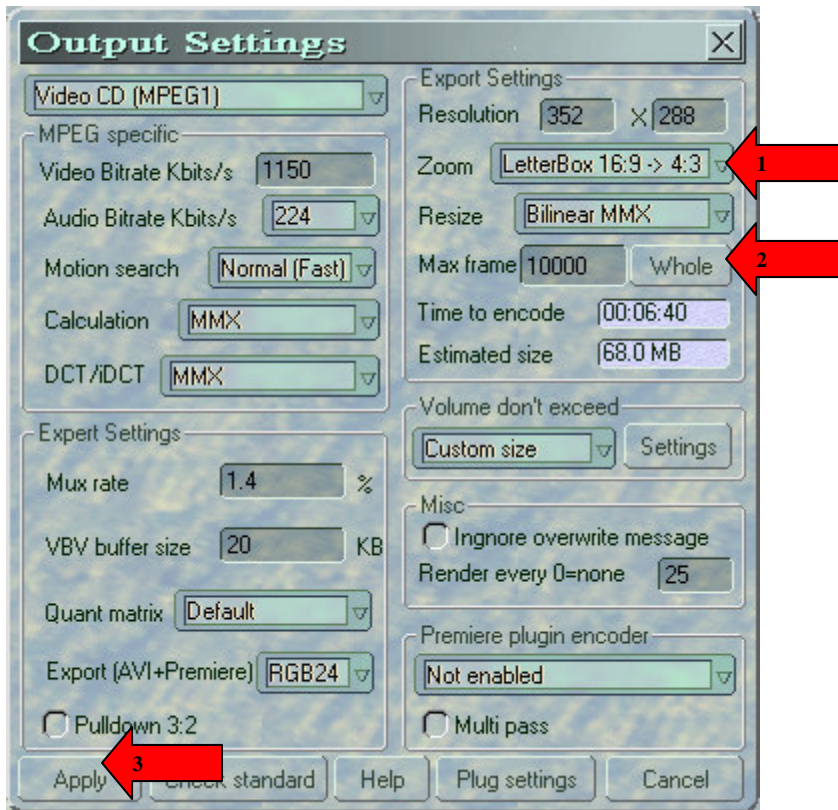 Output Settings
Video CD (MPEG1)
MPEG specific
Video Bitrate Kbits/s 1150
Audio Bitrate Kbits/s 224
Motion search Normal (Fast)
Calculation MMX
DCT/iDCT MMX
Expert Settings
Mux rate 1.4 %
VBV buffer size 20 KB
Quant matrix Default
Export (AVI+Premiere) RGB24
Pulldown 3:2
Export Settings
Resolution 352 X 288
Zoom LetterBox 16:9 -> 4:3 1
Resize Bilinear MMX
Max frame 10000 Whole 2
Time to encode 00:06:40
Estimated size 68.0 MB
Volume don't exceed
Custom size Settings
Misc
Ingnore overwrite message
Render every 0=none 25
Premiere plugin encoder
Not enabled
Multi pass
3
Apply Check standard Help Plug settings Cancel